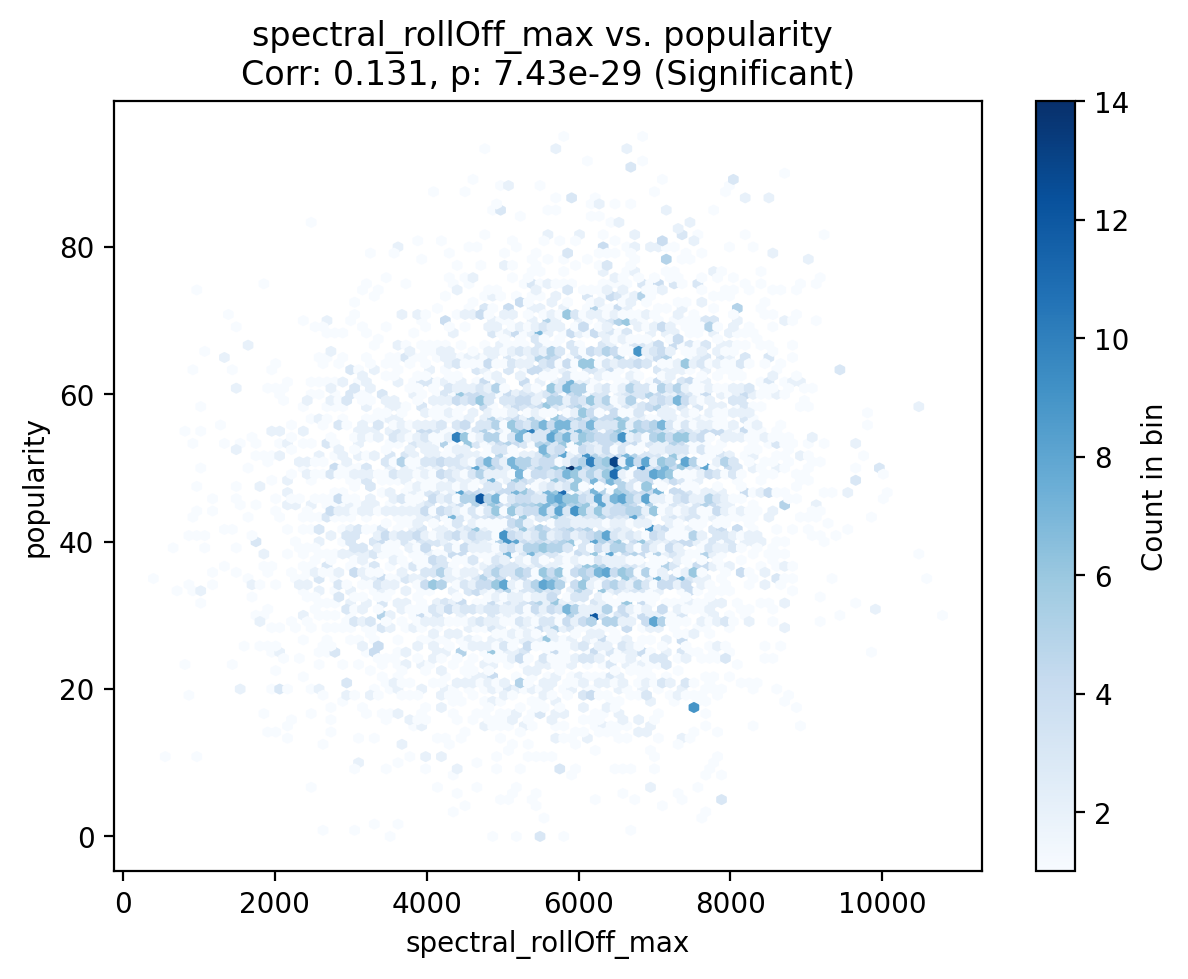 spectral_rollOff_max vs. popularity
Corr: 0.131, p: 7.43e-29 (Significant)
popularity
80
60
40
20
0
0 2000 4000 6000 8000 10000
spectral_rollOff_max
14
12
10
8
6
4
2
Count in bin